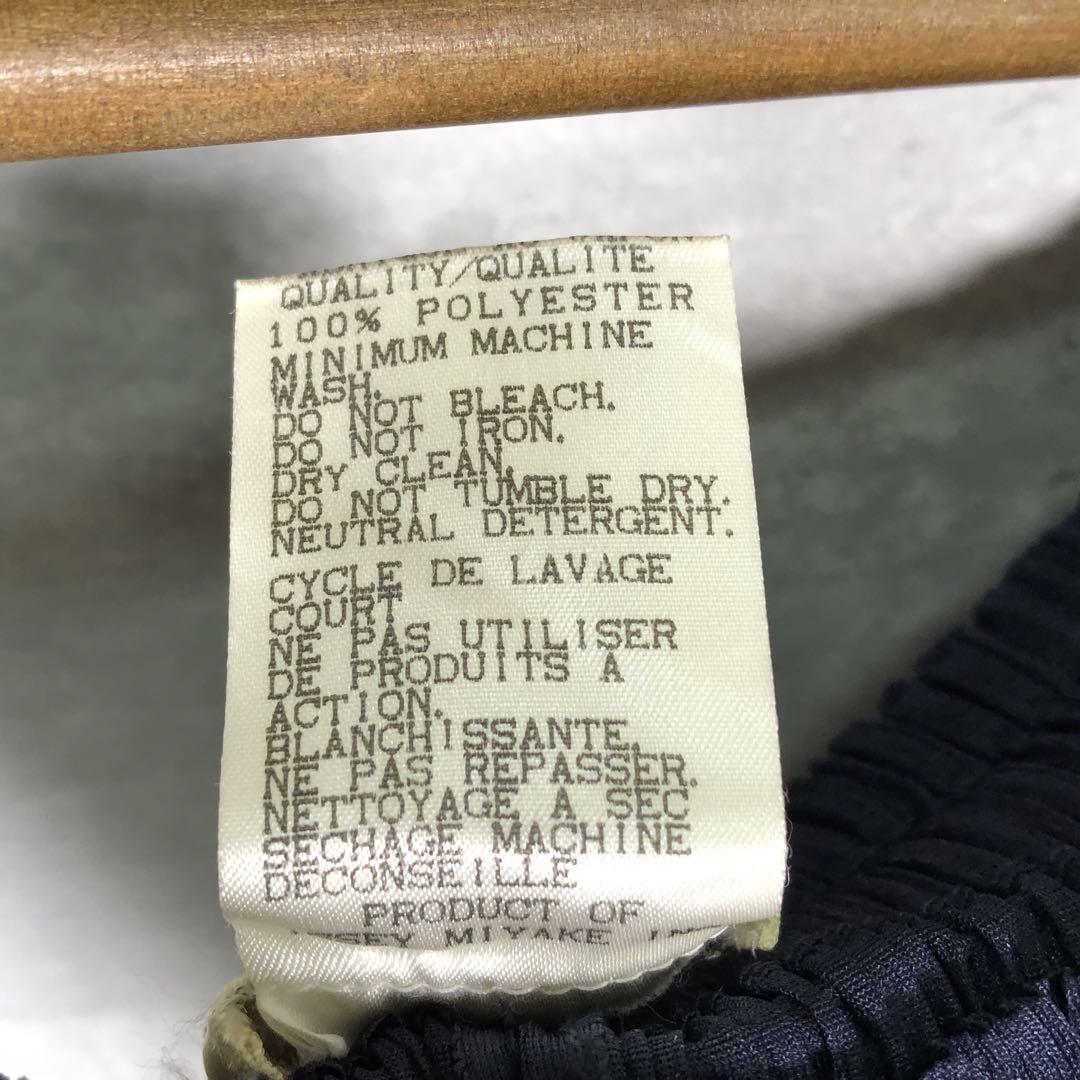 QUALITY/QUALITE
100% POLYESTER
MINIMUM MACHINE
WASH.
DO NOT BLEACH.
DO NOT IRON.
DRY CLEAN.
DO NOT TUMBLE DRY.
NEUTRAL DETERGENT.
CYCLE DE LAVAGE
COURT
NE PAS UTILISER
DE PRODUITS A
ACTION.
BLANCHISSANTE.
NE PAS REPASSER.
NETTOYAGE A SEC
SECHAGE MACHINE
DECONSEILLE
PRODUCT OF
MIYAKE